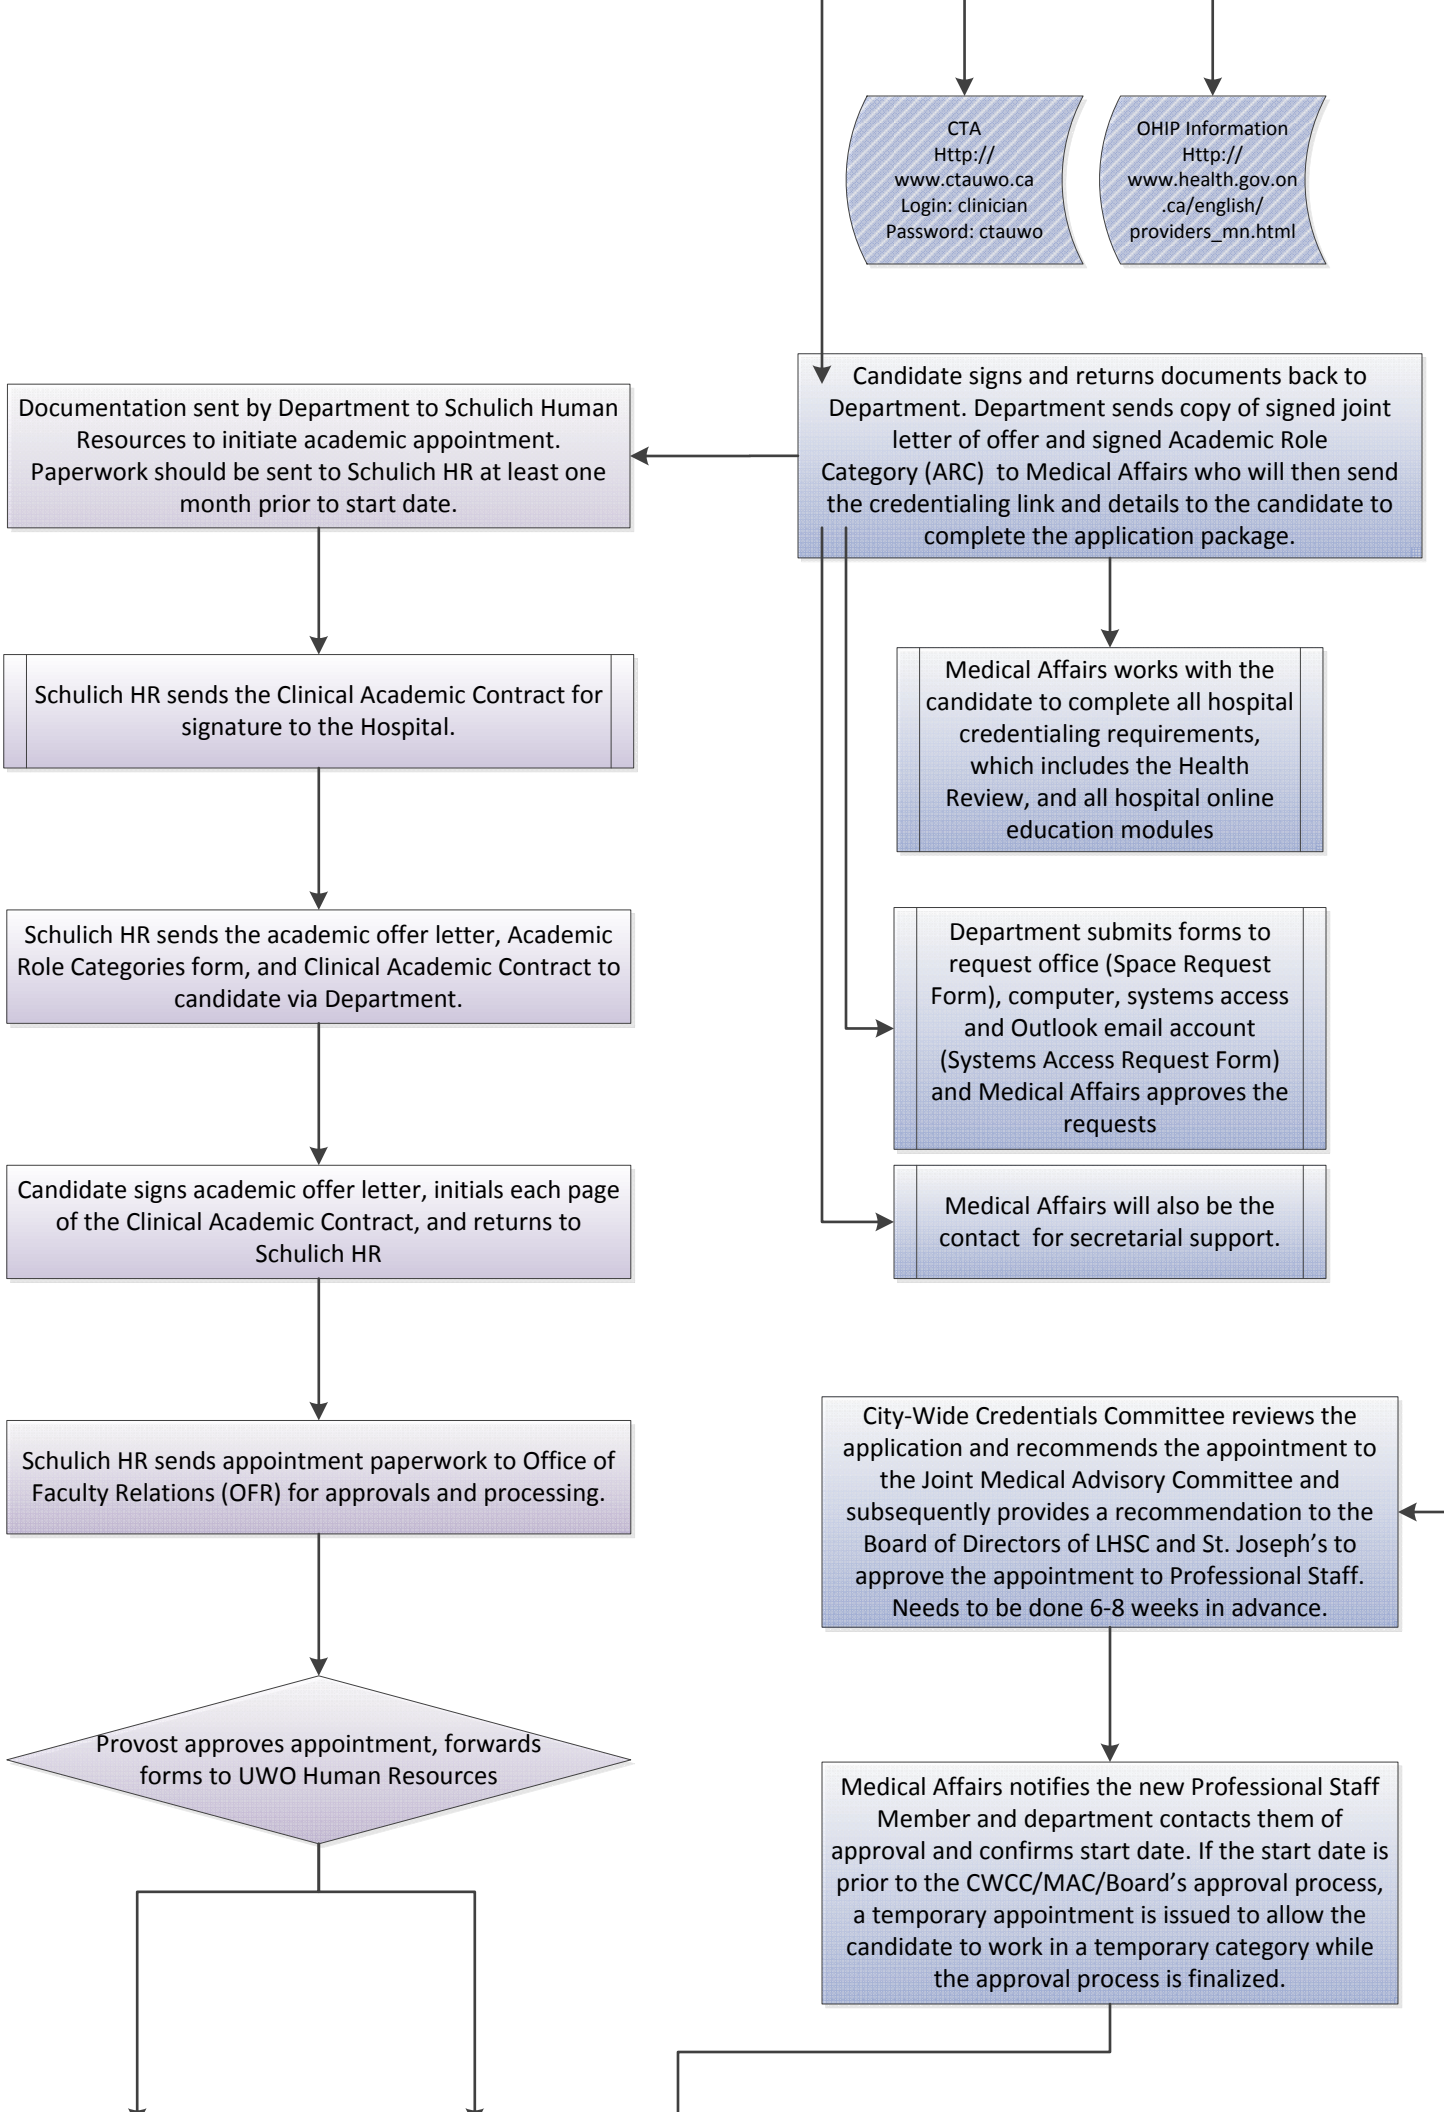 CTA
Http://
www.ctauwo.ca
Login: clinician
Password: ctauwo
OHIP Information
Http://
www.health.gov.on
.ca/english/
providers_mn.html
Candidate signs and returns documents back to
Department. Department sends copy of signed joint
letter of offer and signed Academic Role
Category (ARC)  to Medical Affairs who will then send
the credentialing link and details to the candidate to
complete the application package.
Documentation sent by Department to Schulich Human
Resources to initiate academic appointment.
Paperwork should be sent to Schulich HR at least one
month prior to start date.
Schulich HR sends the Clinical Academic Contract for
signature to the Hospital.
Schulich HR sends the academic offer letter, Academic
Role Categories form, and Clinical Academic Contract to
candidate via Department.
Candidate signs academic offer letter, initials each page
of the Clinical Academic Contract, and returns to
Schulich HR
Schulich HR sends appointment paperwork to Office of
Faculty Relations (OFR) for approvals and processing.
Provost approves appointment, forwards
forms to UWO Human Resources
Medical Affairs works with the
candidate to complete all hospital
credentialing requirements,
which includes the Health
Review, and all hospital online
education modules
Department submits forms to
request office (Space Request
Form), computer, systems access
and Outlook email account
(Systems Access Request Form)
and Medical Affairs approves the
requests
Medical Affairs will also be the
contact  for secretarial support.
City-Wide Credentials Committee reviews the
application and recommends the appointment to
the Joint Medical Advisory Committee and
subsequently provides a recommendation to the
Board of Directors of LHSC and St. Joseph’s to
approve the appointment to Professional Staff.
Needs to be done 6-8 weeks in advance.
Medical Affairs notifies the new Professional Staff
Member and department contacts them of
approval and confirms start date. If the start date is
prior to the CWCC/MAC/Board’s approval process,
a temporary appointment is issued to allow the
candidate to work in a temporary category while
the approval process is finalized.